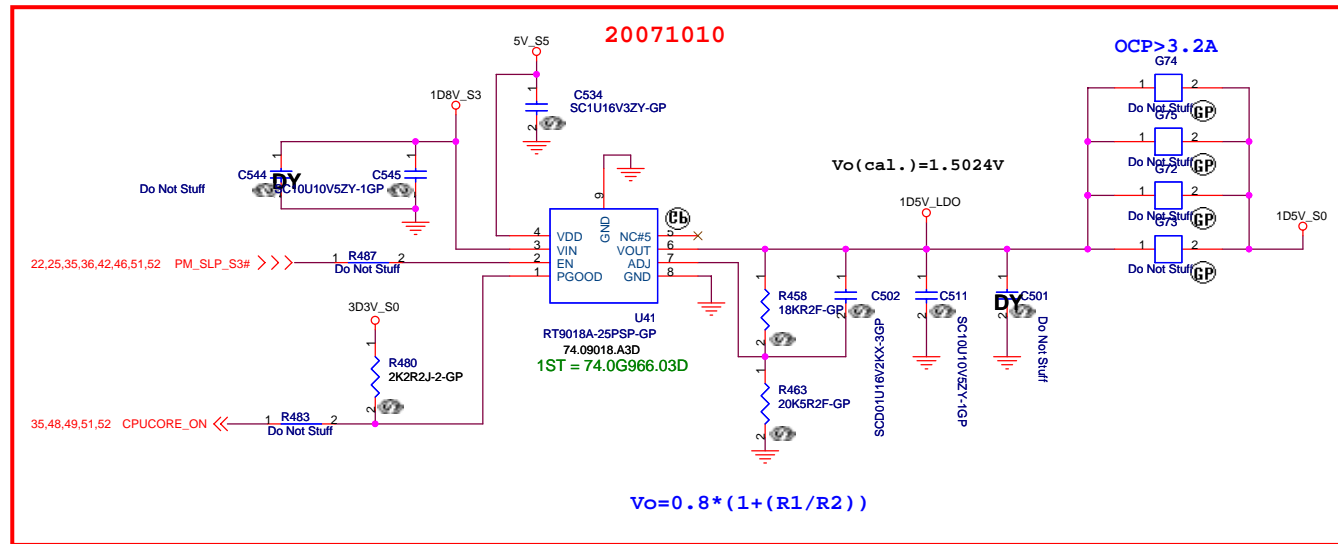 20071010
OCP>3.2A
5V_S5
G74
1 2
Do Not Stuff
GP
C534
SC1U16V3ZY-GP
1
2
1D8V_S3
G75
1 2
Do Not Stuff
GP
Vo(cal.)=1.5024V
1
C544
DY
2
Do Not Stuff
1
C545
SC10U10V5ZY-1GP
2
G72
1 2
Do Not Stuff
GP
1D5V_LDO
1D5V_S0
G73
1 2
Do Not Stuff
GP
9
GND
4 VDD
3 VIN
2 EN
1 PGOOD
NC#5 5
VOUT 6
ADJ 7
GND 8
U41
RT9018A-25PSP-GP
74.09018.A3D
1ST = 74.0G966.03D
22,25,35,36,42,46,51,52 PM_SLP_S3#
1 R487 2
Do Not Stuff
3D3V_S0
1
R480
2K2R2J-2-GP
2
35,48,49,51,52 CPUCORE_ON
1 R483 2
Do Not Stuff
1
R458
18KR2F-GP
2
1
C502
2
SCD01U16V2KX-3GP
1
C511
2
SC10U10V5ZY-1GP
1
DY
C501
2
Do Not Stuff
1
R463
20K5R2F-GP
2
Vo=0.8*(1+(R1/R2))